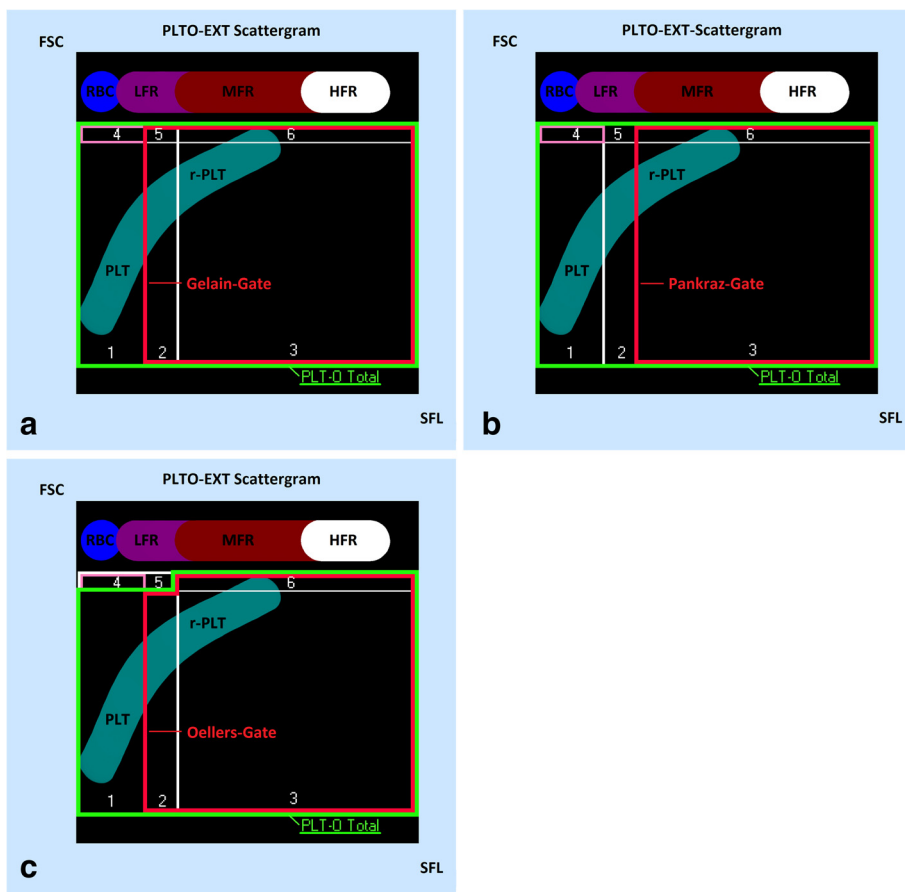 PLTO-EXT Scattergram
FSC
RBC LFR MFR HFR
4 5 6
r-PLT
PLT
Gelain-Gate
1 2 3
PLT-O Total
a
SFL
PLTO-EXT-Scattergram
FSC
RBC LFR MFR HFR
4 5 6
r-PLT
PLT
Pankraz-Gate
1 2 3
PLT-O Total
b
SFL
PLTO-EXT Scattergram
FSC
RBC LFR MFR HFR
4 5 6
r-PLT
PLT
Oellers-Gate
1 2 3
PLT-O Total
c
SFL